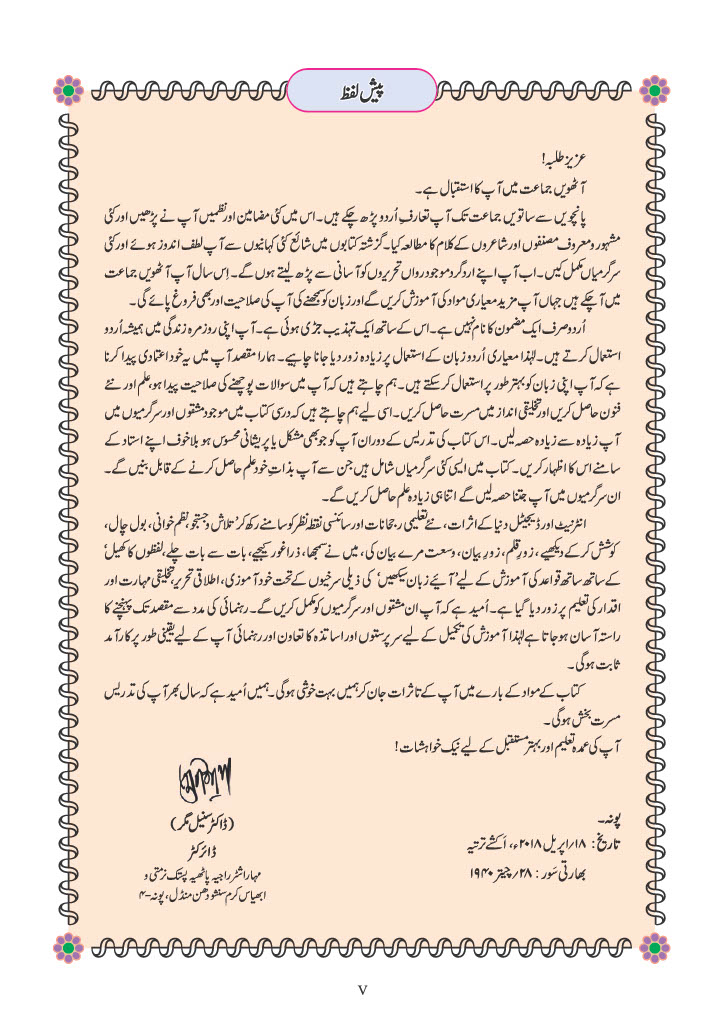 پیش لفظ
عزیز طلبہ!
آٹھویں جماعت میں آپ کا استقبال ہے۔
پانچویں سے ساتویں جماعت تک آپ تعارفِ اُردو پڑھ چکے ہیں۔ اس میں کئی مضامین اور نظمیں آپ نے پڑھیں اور کئی
مشہور و معروف مصنفوں اور شاعروں کے کلام کا مطالعہ کیا۔ گزشتہ کتابوں میں شائع کئی کہانیوں سے آپ لطف اندوز ہوئے اور کئی
سرگرمیاں مکمل کیں۔ اب آپ اپنے ارد گرد موجود رواں تحریروں کو آسانی سے پڑھ لیتے ہوں گے۔ اِس سال آپ آٹھویں جماعت
میں آ چکے ہیں جہاں آپ مزید معیاری مواد کی آموزش کریں گے اور زبان کو سمجھنے کی آپ کی صلاحیت اور بھی فروغ پائے گی۔
اُردو صرف ایک مضمون کا نام نہیں ہے۔ اس کے ساتھ ایک تہذیب جڑی ہوئی ہے۔ آپ اپنی روزمرہ زندگی میں ہمیشہ اُردو
استعمال کرتے ہیں۔ لہٰذا معیاری اُردو زبان کے استعمال پر زیادہ زور دیا جانا چاہیے۔ ہمارا مقصد آپ میں یہ خود اعتمادی پیدا کرنا
ہے کہ آپ اپنی زبان کو بہتر طور پر استعمال کر سکتے ہیں۔ ہم چاہتے ہیں کہ آپ میں سوالات پوچھنے کی صلاحیت پیدا ہو، علم اور نئے
فنون حاصل کریں اور تخلیقی انداز میں مسرت حاصل کریں۔ اسی لیے ہم چاہتے ہیں کہ درسی کتاب میں موجود مشقوں اور سرگرمیوں میں
آپ زیادہ سے زیادہ حصہ لیں۔ اس کتاب کی تدریس کے دوران آپ کو جو بھی مشکل یا پریشانی محسوس ہو بلا خوف اپنے استاد کے
سامنے اس کا اظہار کریں۔ کتاب میں ایسی کئی سرگرمیاں شامل ہیں جن سے آپ بذاتِ خود علم حاصل کرنے کے قابل بنیں گے۔
ان سرگرمیوں میں آپ جتنا حصہ لیں گے اتنا ہی زیادہ علم حاصل کریں گے۔
انٹرنیٹ اور ڈیجیٹل دنیا کے اثرات، نئے تعلیمی رجحانات اور سائنسی نقطۂ نظر کو سامنے رکھ کر 'تلاش و جستجو، نظم خوانی، بول چال،
کوشش کر کے دیکھیے، زورِ قلم، زورِ بیان، وسعت مرے بیان کی، میں نے سمجھا، ذرا غور کیجیے، بات سے بات چلے، لفظوں کا کھیل'
کے ساتھ ساتھ قواعد کی آموزش کے لیے 'آئیے زبان سیکھیں' کی ذیلی سرخیوں کے تحت خود آموزی، اطلاقی تحریر، تخلیقی مہارت اور
اقدار کی تعلیم پر زور دیا گیا ہے۔ اُمید ہے کہ آپ ان مشقوں اور سرگرمیوں کو مکمل کریں گے۔ رہنمائی کی مدد سے مقصد تک پہنچنے کا
راستہ آسان ہو جاتا ہے لہٰذا آموزش کی تکمیل کے لیے سرپرستوں اور اساتذہ کا تعاون اور رہنمائی آپ کے لیے یقینی طور پر کارآمد
ثابت ہوگی۔
کتاب کے مواد کے بارے میں آپ کے تاثرات جان کر ہمیں بہت خوشی ہوگی۔ ہمیں اُمید ہے کہ سال بھر آپ کی تدریس
مسرت بخش ہوگی۔
آپ کی عمدہ تعلیم اور بہتر مستقبل کے لیے نیک خواہشات!
(ڈاکٹر سنیل مگر)
ڈائرکٹر
مہاراشٹر راجیہ پاٹھیہ پستک نرمتی و
ابھیاس کرم سنشودھن منڈل، پونہ-۴
پونہ۔
تاریخ: ۱۸/اپریل ۲۰۱۸ء، اَکشے ترتیہ
بھارتی سَور: ۲۸/چیتر ۱۹۴۰
V